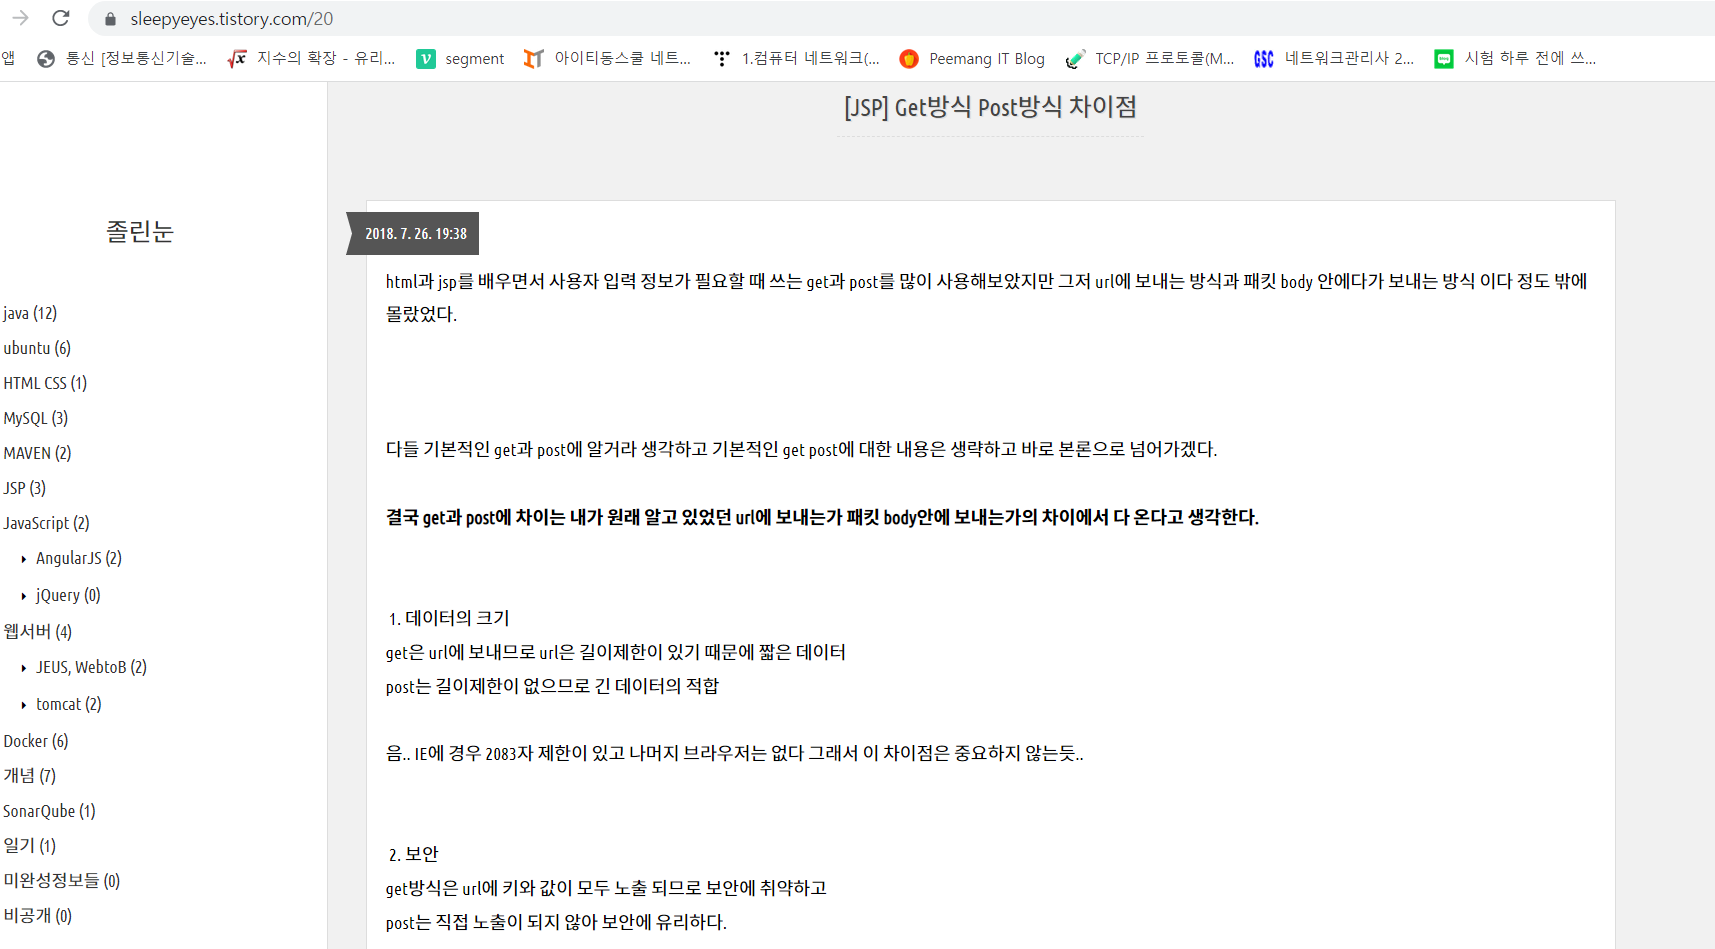 sleepyeyes.tistory.com/20
앱 통신 [정보통신기술... 지수의 확장 - 유리... segment 아이티동스쿨 네트... 1.컴퓨터 네트워크(... Peemang IT Blog TCP/IP 프로토콜(M... GSC 네트워크관리사 2... 시험 하루 전에 쓰...
[JSP] Get방식 Post방식 차이점
졸린눈
java (12)
ubuntu (6)
HTML CSS (1)
MySQL (3)
MAVEN (2)
JSP (3)
JavaScript (2)
AngularJS (2)
jQuery (0)
웹서버 (4)
JEUS, WebtoB (2)
tomcat (2)
Docker (6)
개념 (7)
SonarQube (1)
일기 (1)
미완성정보들 (0)
비공개 (0)
2018. 7. 26. 19:38
html과 jsp를 배우면서 사용자 입력 정보가 필요할 때 쓰는 get과 post를 많이 사용해보았지만 그저 url에 보내는 방식과 패킷 body 안에다가 보내는 방식 이다 정도 밖에
몰랐었다.
다들 기본적인 get과 post에 알거라 생각하고 기본적인 get post에 대한 내용은 생략하고 바로 본론으로 넘어가겠다.
결국 get과 post에 차이는 내가 원래 알고 있었던 url에 보내는가 패킷 body안에 보내는가의 차이에서 다 온다고 생각한다.
1. 데이터의 크기
get은 url에 보내므로 url은 길이제한이 있기 때문에 짧은 데이터
post는 길이제한이 없으므로 긴 데이터의 적합
음.. IE에 경우 2083자 제한이 있고 나머지 브라우저는 없다 그래서 이 차이점은 중요하지 않는듯..
2. 보안
get방식은 url에 키와 값이 모두 노출 되므로 보안에 취약하고
post는 직접 노출이 되지 않아 보안에 유리하다.